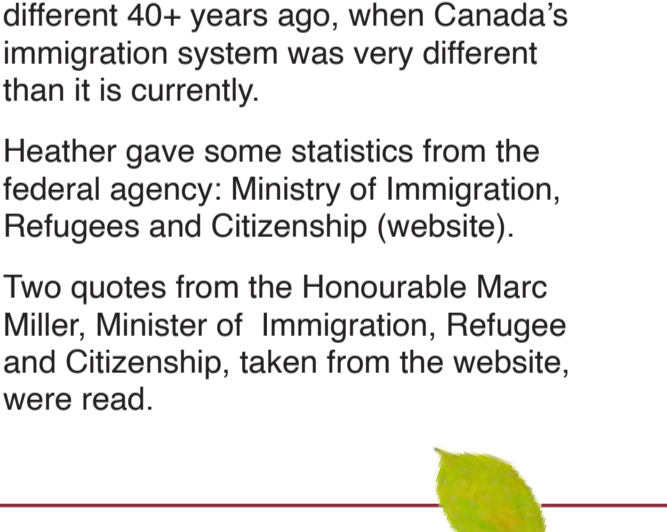 different 40+ years ago, when Canada’s
immigration system was very different
than it is currently.
Heather gave some statistics from the
federal agency: Ministry of Immigration,
Refugees and Citizenship (website).
Two quotes from the Honourable Marc
Miller, Minister of  Immigration, Refugee
and Citizenship, taken from the website,
were read.